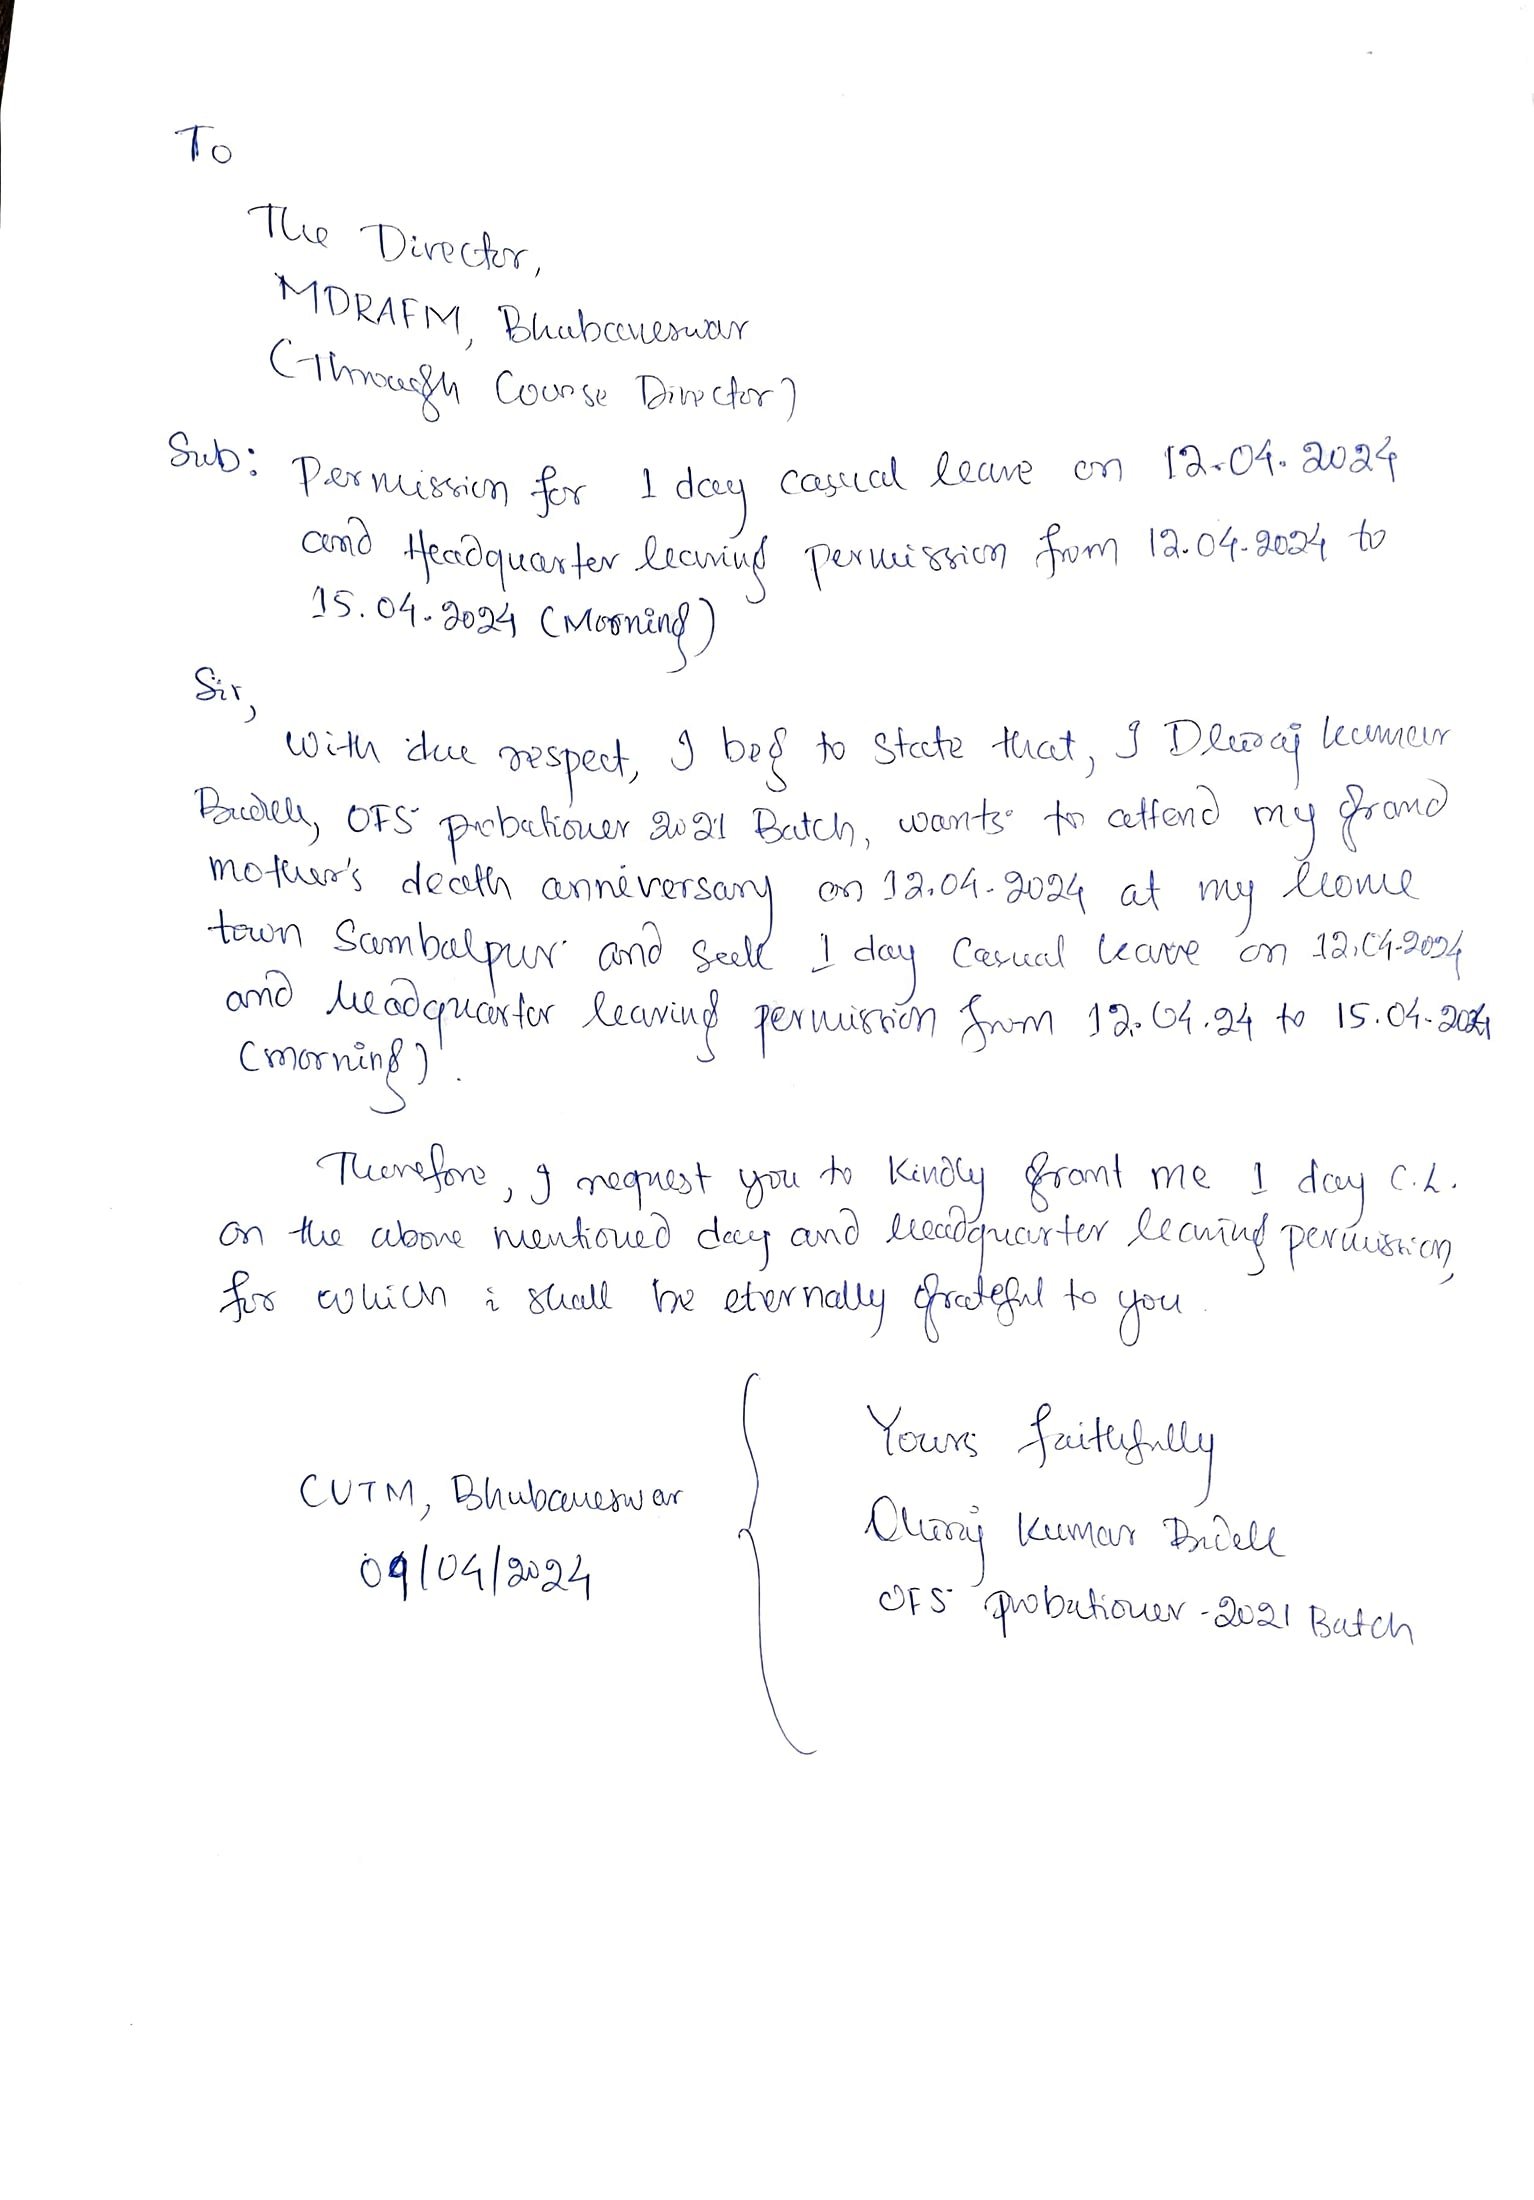 To
The Director,
MDRAFM, Bhubaneswar
(Through Course Director)
Sub: Permission for 1 day casual leave on 12.04.2024
and Headquarter leaving permission from 12.04.2024 to
15.04.2024 (Morning)
Sir,
With due respect, I beg to state that, I Dhiraj kumar
OFS probationer 2021 Batch, wants to attend my grand
mother's death anniversary on 12.04.2024 at my home
town Sambalpur and seek 1 day Casual leave on 12.04.2024
and headquarter leaving permission from 12.04.24 to 15.04.2024
(morning).
Therefore, I request you to kindly grant me 1 day C.L.
on the above mentioned day and headquarter leaving permission,
for which i shall be eternally grateful to you.
Yours faithfully
CUTM, Bhubaneswar
09/04/2024
Dhiraj Kumar
OFS probationer - 2021 Batch